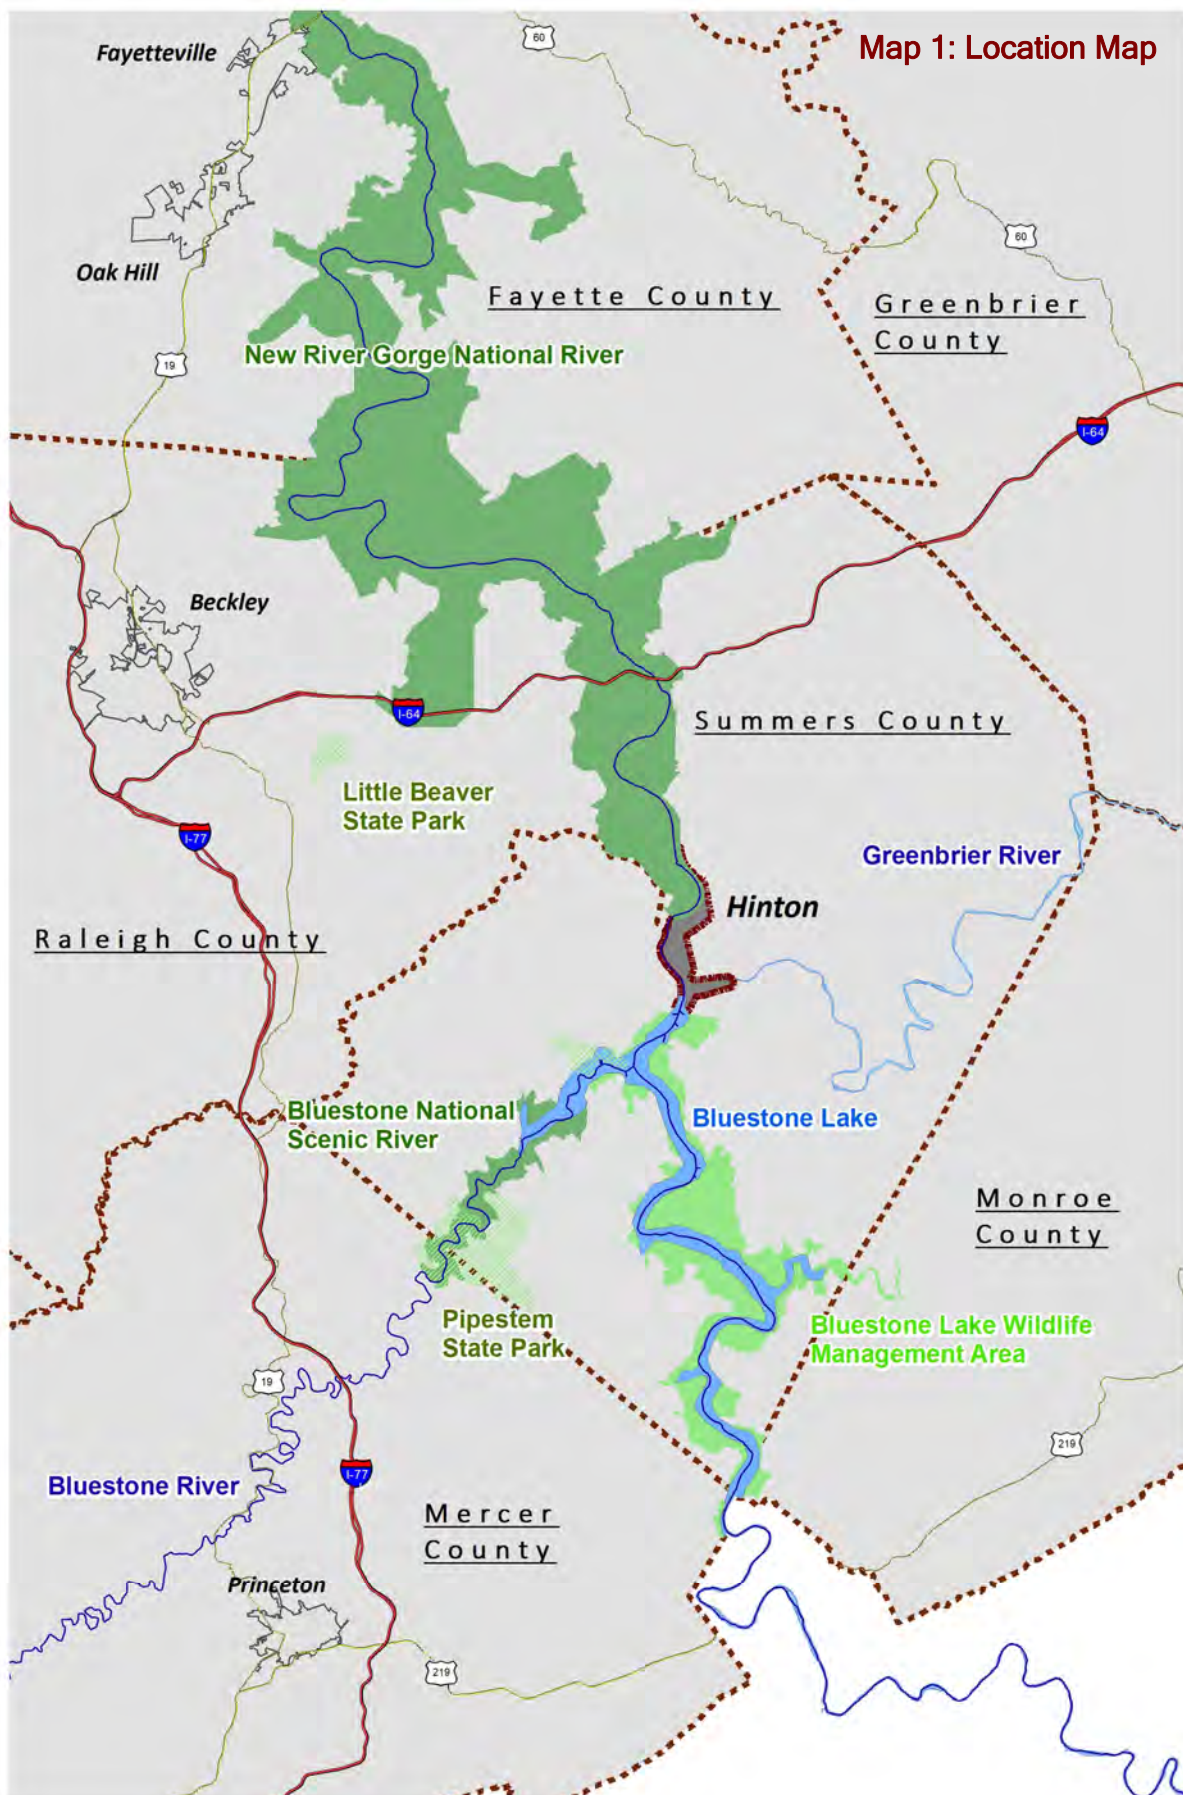 Map 1: Location Map
Fayetteville
60
Oak Hill
60
Fayette County
Greenbrier
County
19
New River Gorge National River
I-64
Beckley
I-64
Summers County
Little Beaver
State Park
I-77
Greenbrier River
Hinton
Raleigh County
Bluestone National
Scenic River
Bluestone Lake
Monroe
County
Pipestem
State Park
Bluestone Lake Wildlife
Management Area
19
219
I-77
Bluestone River
Mercer
County
Princeton
219